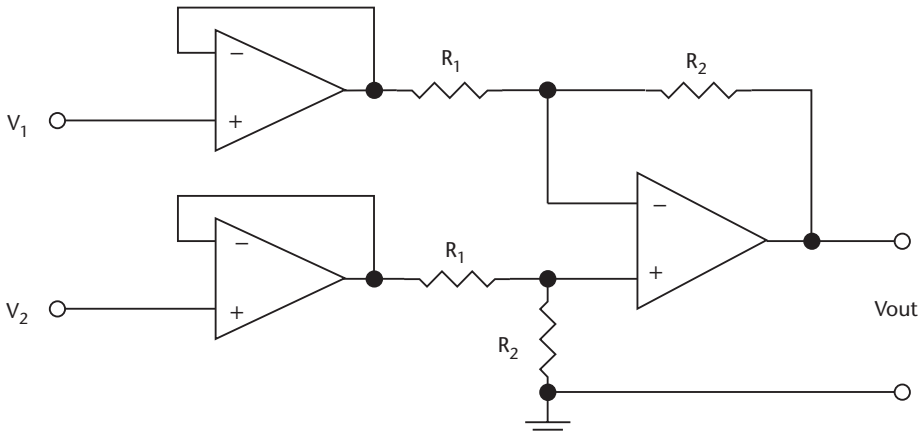 −
R₁
R₂
V₁
+
−
−
R₁
+
V₂
+
Vout
R₂